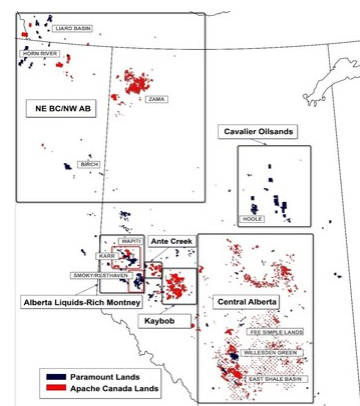 LIARD BASIN
HORN RIVER
NE BC/NW AB
ZAMA
Cavalier Oilsands
BIRCH
HOOLE
WAPITI
Ante Creek
KARR
SMOKY/RESTHAVEN
Alberta Liquids-Rich Montney
Central Alberta
Kaybob
FEE SIMPLE LANDS
WILLESDEN GREEN
EAST SHALE BASIN
Paramount Lands
Apache Canada Lands